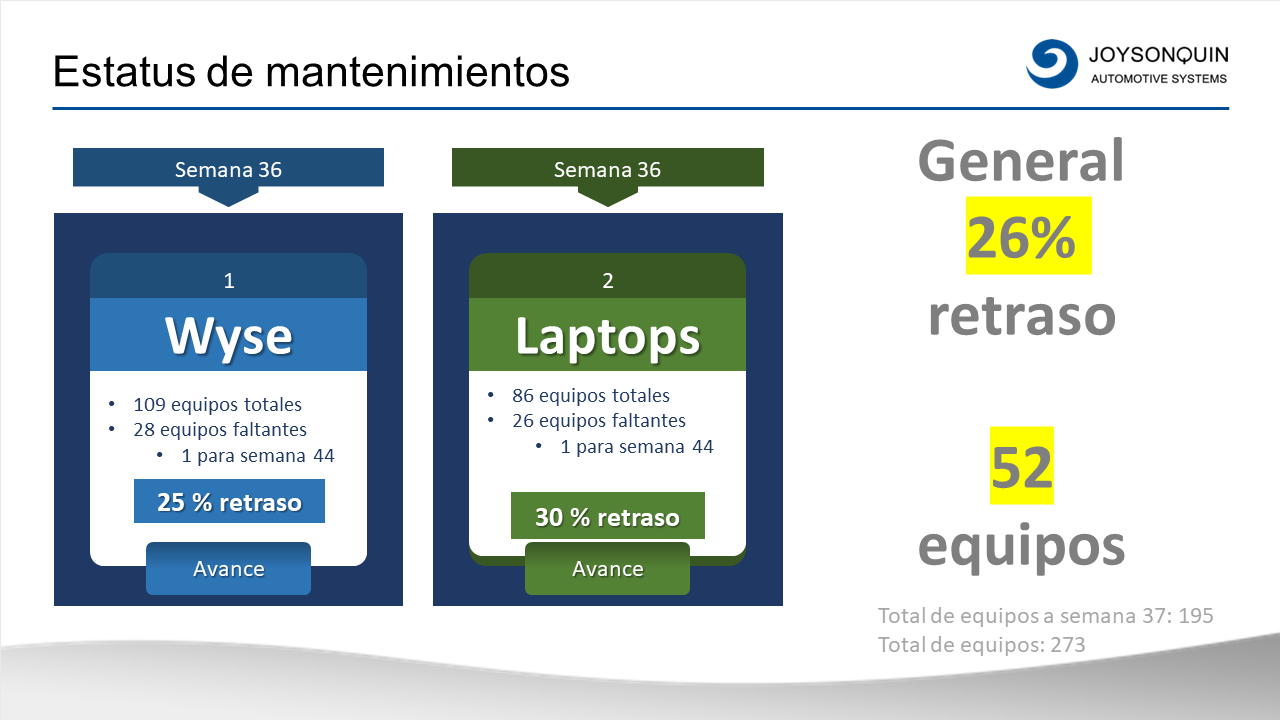 Estatus de mantenimientos
JOYSONQUIN
AUTOMOTIVE SYSTEMS
Semana 36
1
Wyse
• 109 equipos totales
• 28 equipos faltantes
• 1 para semana 44
25 % retraso
Avance
Semana 36
2
Laptops
• 86 equipos totales
• 26 equipos faltantes
• 1 para semana 44
30 % retraso
Avance
General
26%
retraso
52
equipos
Total de equipos a semana 37: 195
Total de equipos: 273